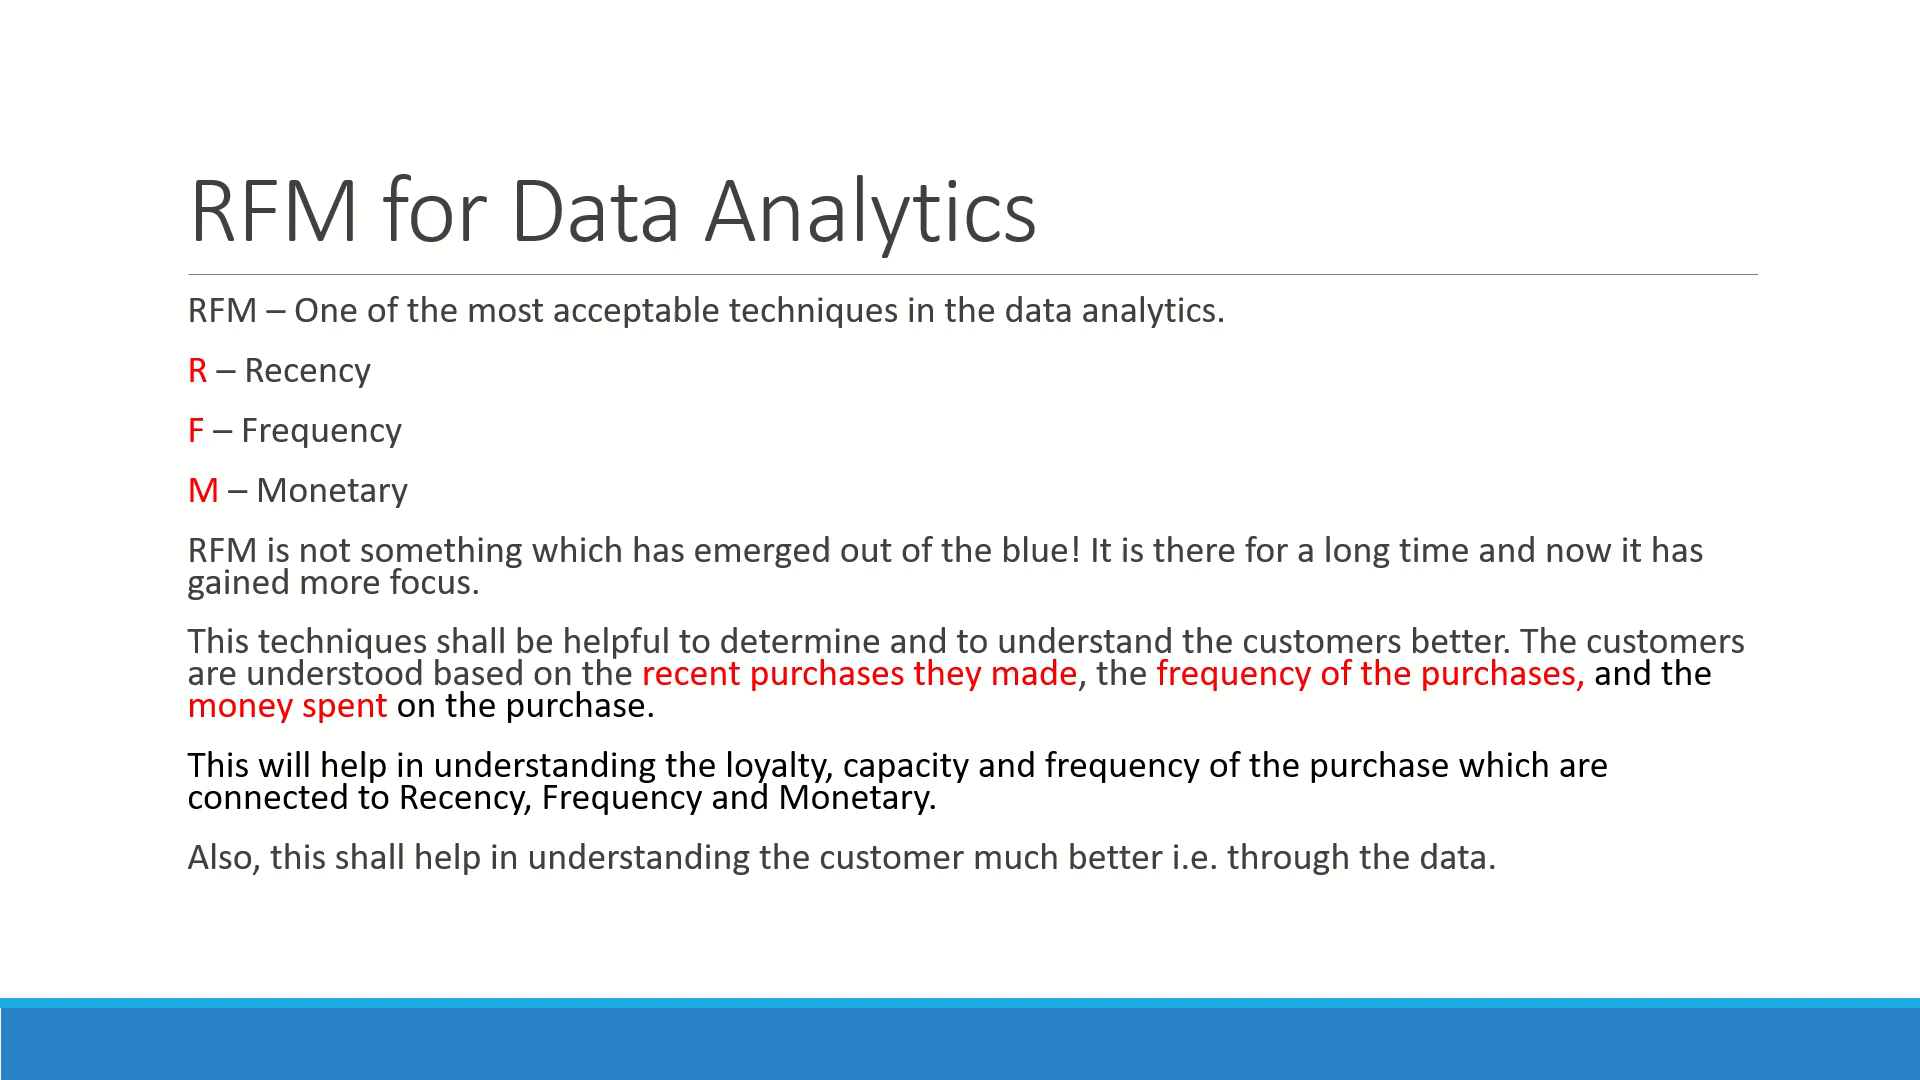 RFM for Data Analytics
RFM – One of the most acceptable techniques in the data analytics.
R – Recency
F – Frequency
M – Monetary
RFM is not something which has emerged out of the blue! It is there for a long time and now it has
gained more focus.
This techniques shall be helpful to determine and to understand the customers better. The customers
are understood based on the recent purchases they made, the frequency of the purchases, and the
money spent on the purchase.
This will help in understanding the loyalty, capacity and frequency of the purchase which are
connected to Recency, Frequency and Monetary.
Also, this shall help in understanding the customer much better i.e. through the data.